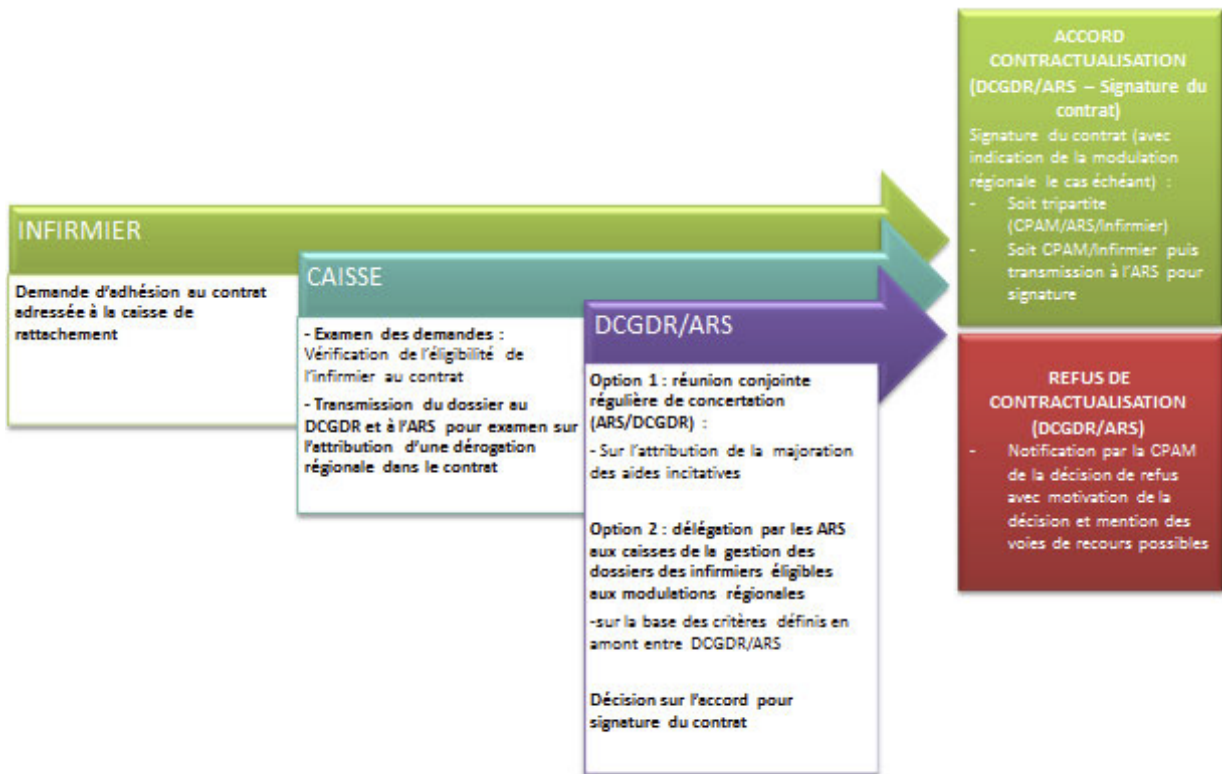 INFIRMIER
Demande d'adhésion au contrat
adressée à la caisse de
rattachement
CAISSE
- Examen des demandes :
Vérification de l'éligibilité de
l'infirmier au contrat
- Transmission du dossier au
DCGDR et à l'ARS pour examen sur
l'attribution d'une dérogation
régionale dans le contrat
DCGDR/ARS
Option 1 : réunion conjointe
régulière de concertation
(ARS/DCGDR) :
- Sur l'attribution de la majoration
des aides incitatives
Option 2 : délégation par les ARS
aux caisses de la gestion des
dossiers des infirmiers éligibles
aux modulations régionales
-sur la base des critères définis en
amont entre DCGDR/ARS
Décision sur l'accord pour
signature du contrat
ACCORD
CONTRACTUALISATION
(DCGDR/ARS – Signature du
contrat)
Signature du contrat (avec
indication de la modulation
régionale le cas échéant) :
- Soit tripartite
(CPAM/ARS/Infirmier)
- Soit CPAM/Infirmier puis
transmission à l'ARS pour
signature
REFUS DE
CONTRACTUALISATION
(DCGDR/ARS)
- Notification par la CPAM
de la décision de refus
avec motivation de la
décision et mention des
voies de recours possibles